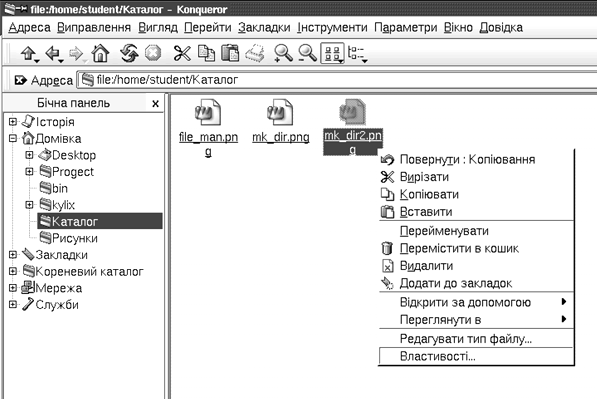 file:/home/student/Каталог - Konqueror
Адреса Виправлення Вигляд Перейти Закладки Інструменти Параметри Вікно Довідка
Адреса file:/home/student/Каталог
Бічна панель x
Історія
Домівка
Desktop
Progect
bin
kylix
Каталог
Рисунки
Закладки
Кореневий каталог
Мережа
Служби
file_man.pn
g
mk_dir.png
mk_dir2.pn
g
Повернути : Копіювання
Вирізати
Копіювати
Вставити
Перейменувати
Перемістити в кошик
Видалити
Додати до закладок
Відкрити за допомогою
Переглянути в
Редагувати тип файлу...
Властивості...